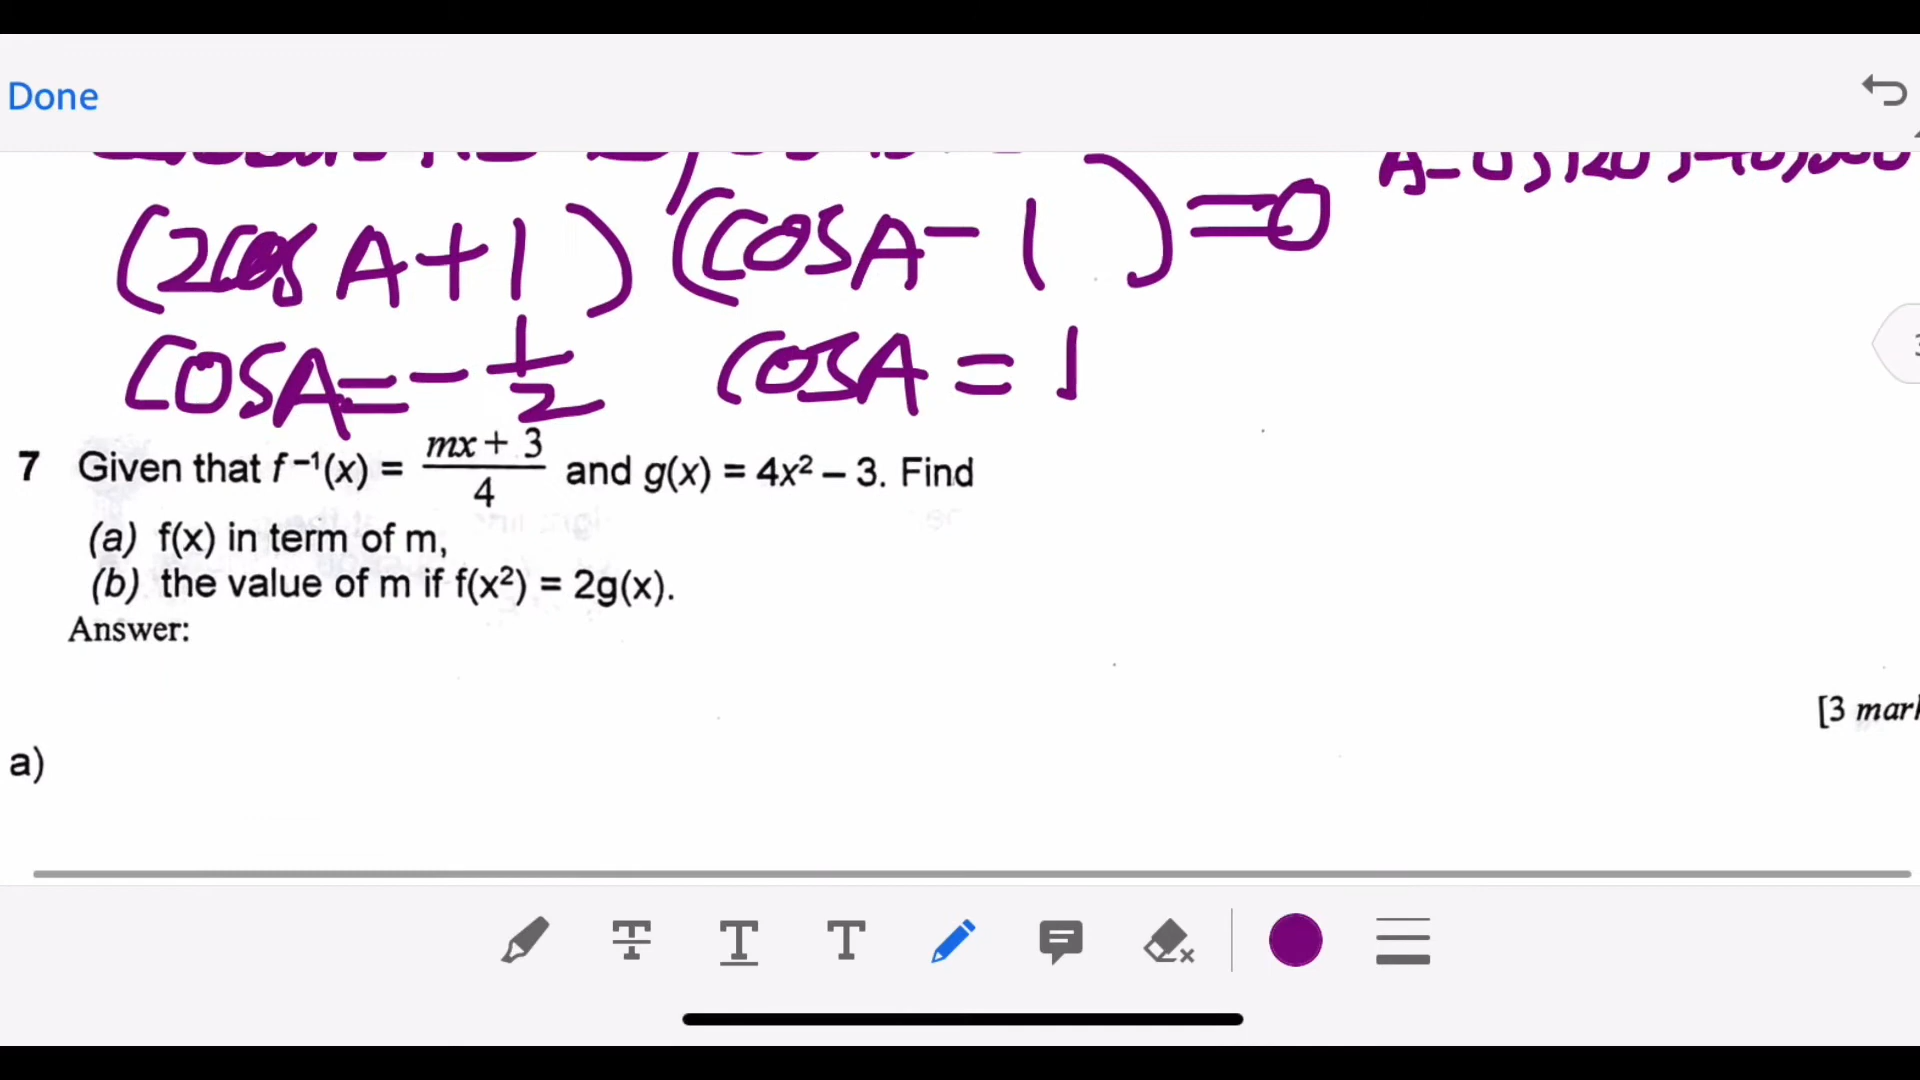 Done
(2cosA+1) (cosA-1)=0
cosA=-1/2 cosA=1
7 Given that f⁻¹(x) = mx + 3 / 4 and g(x) = 4x² – 3. Find
(a) f(x) in term of m,
(b) the value of m if f(x²) = 2g(x).
Answer:
[3 mar
a)